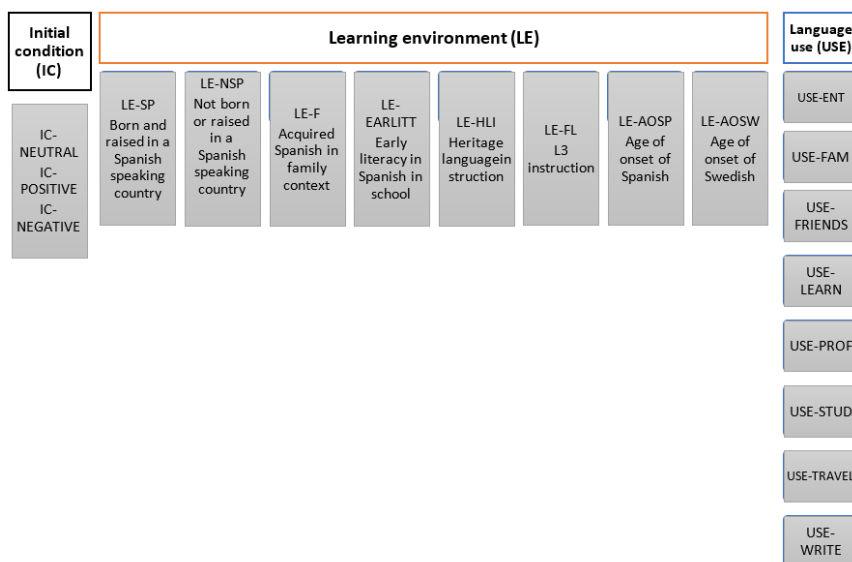 Initial
condition
(IC)
Learning environment (LE)
Language
use (USE)
IC-
NEUTRAL
IC-
POSITIVE
IC-
NEGATIVE
LE-SP
Born and
raised in a
Spanish
speaking
country
LE-NSP
Not born
or raised
in a
Spanish
speaking
country
LE-F
Acquired
Spanish in
family
context
LE-
EARLITT
Early
literacy in
Spanish in
school
LE-HLI
Heritage
languagein
struction
LE-FL
L3
instruction
LE-AOSP
Age of
onset of
Spanish
LE-AOSW
Age of
onset of
Swedish
USE-ENT
USE-FAM
USE-
FRIENDS
USE-
LEARN
USE-PROF
USE-STUD
USE-TRAVEL
USE-
WRITE